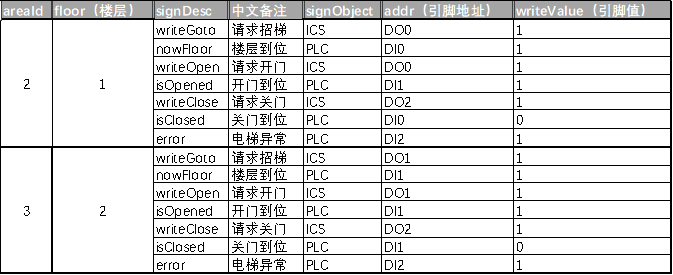 areaId floor（楼层） signDesc 中文备注 signObject addr（引脚地址） writeValue（引脚值）
2 1 writeGoto 请求招梯 ICS DO0 1
nowFloor 楼层到位 PLC DI0 1
writeOpen 请求开门 ICS DO0 1
isOpened 开门到位 PLC DI1 1
writeClose 请求关门 ICS DO2 1
isClosed 关门到位 PLC DI0 0
error 电梯异常 PLC DI2 1
3 2 writeGoto 请求招梯 ICS DO1 1
nowFloor 楼层到位 PLC DI1 1
writeOpen 请求开门 ICS DO1 1
isOpened 开门到位 PLC DI1 1
writeClose 请求关门 ICS DO2 1
isClosed 关门到位 PLC DI1 0
error 电梯异常 PLC DI2 1